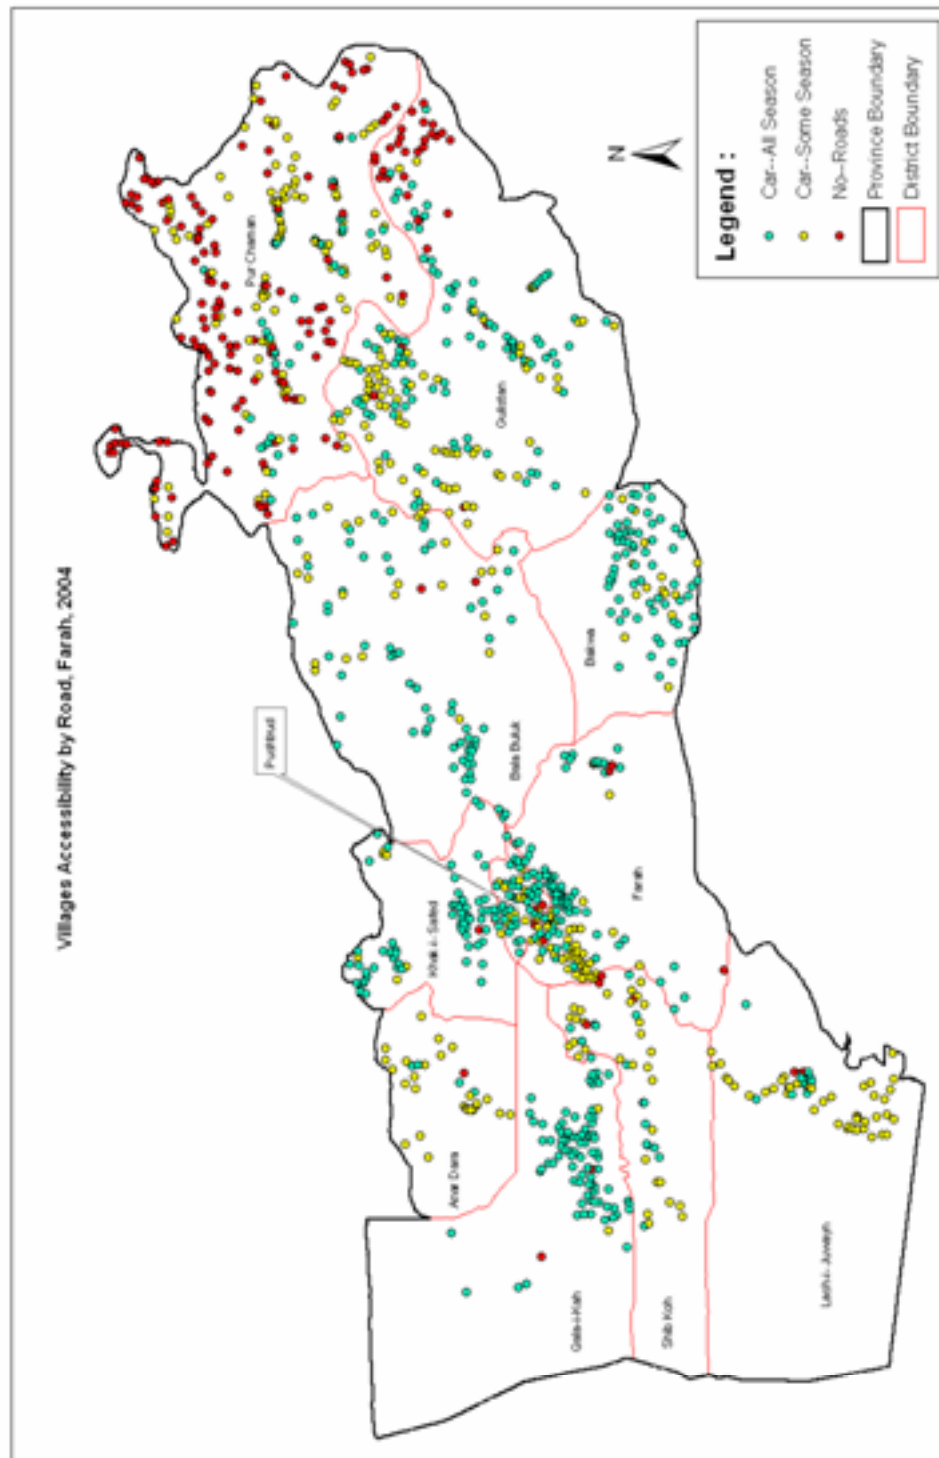 Villages Accessibility by Road, Farah, 2004
Pur Chaman
Gulistan
Bakwa
Bala Buluk
Pushtrud
Khak-i-Safed
Farah
Anar Dara
Qala-i-Kah
Shib Koh
Lash-i-Juwayn
N
Legend :
Car--All Season
Car--Some Season
No--Roads
Province Boundary
District Boundary